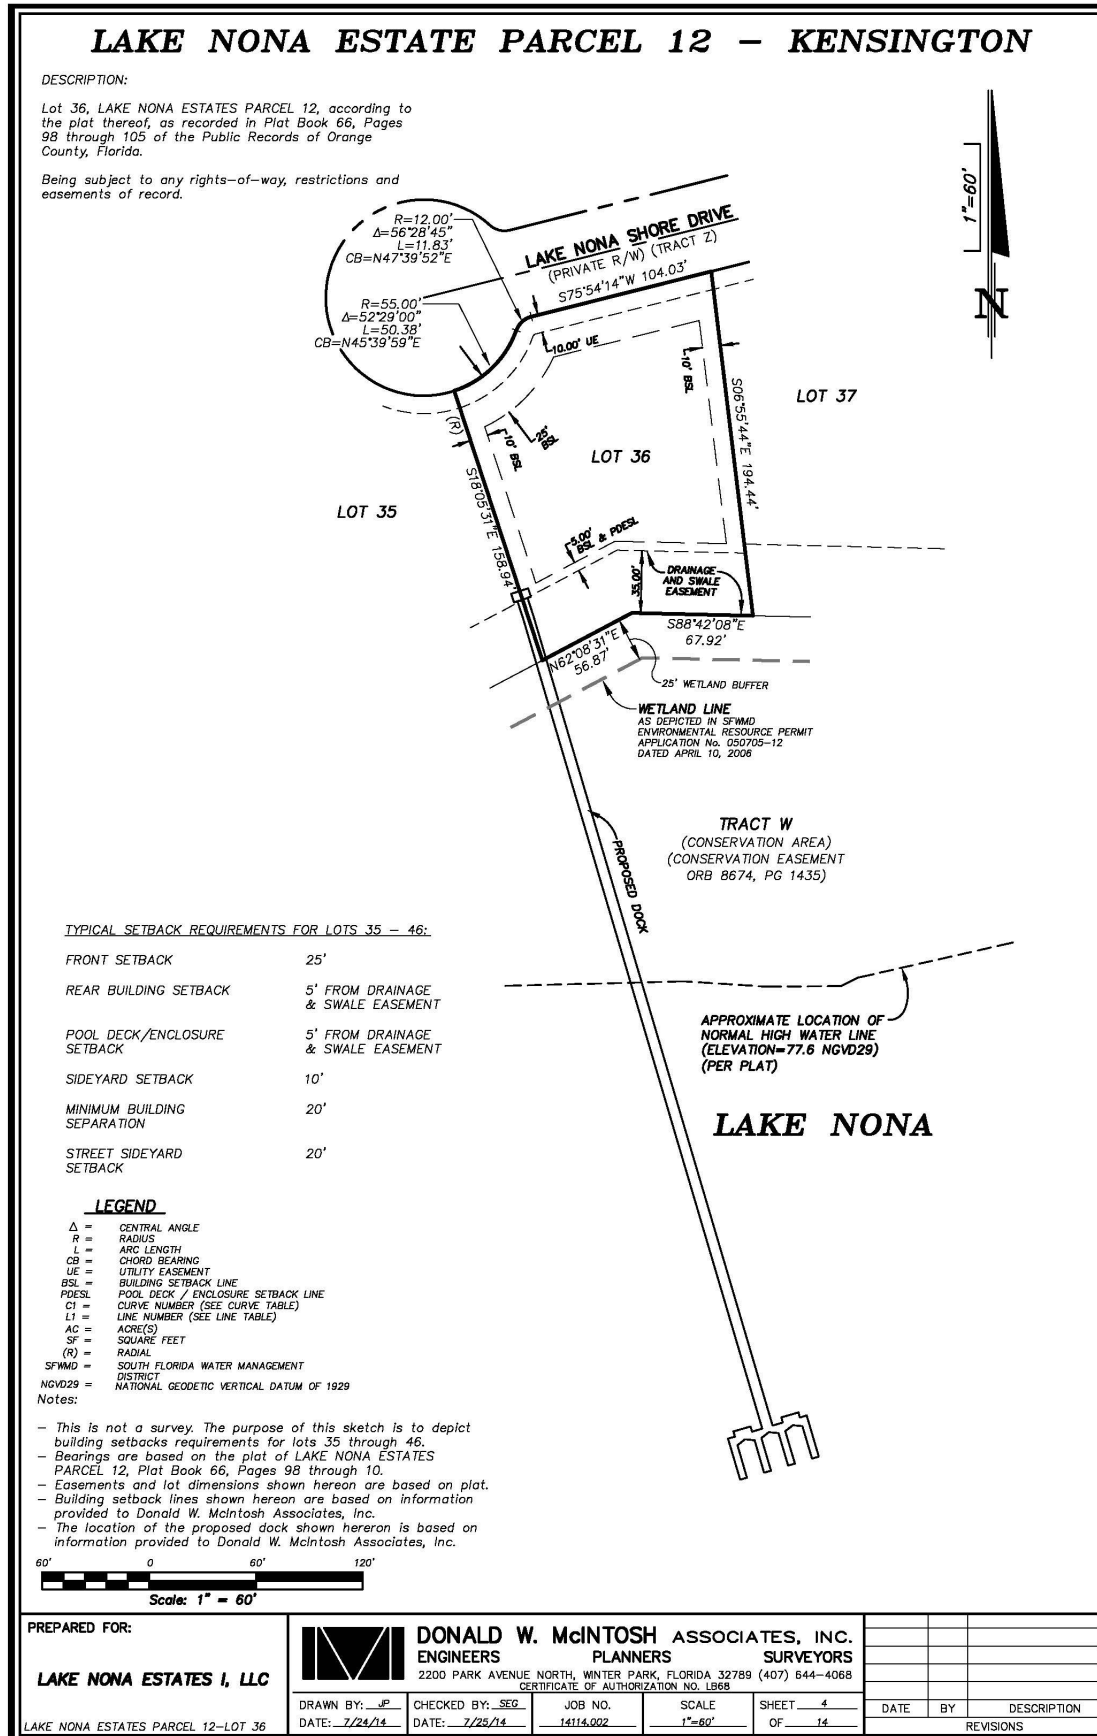 LAKE NONA ESTATE PARCEL 12 – KENSINGTON
DESCRIPTION:
Lot 36, LAKE NONA ESTATES PARCEL 12, according to
the plat thereof, as recorded in Plat Book 66, Pages
98 through 105 of the Public Records of Orange
County, Florida.
Being subject to any rights-of-way, restrictions and
easements of record.
1"=60'
N
R=12.00'
Δ=56°28'45"
L=11.83'
CB=N47°39'52"E
R=55.00'
Δ=52°29'00"
L=50.38'
CB=N45°39'59"E
LAKE NONA SHORE DRIVE
(PRIVATE R/W) (TRACT Z)
S75°54'14"W 104.03'
10.00' UE
10' BSL
S06°55'44"E 194.44'
LOT 37
(R)
10' BSL
25'
BSL
LOT 36
LOT 35
S18°05'31"E 158.94'
5.00'
BSL & PDESL
35.00'
DRAINAGE
AND SWALE
EASEMENT
S88°42'08"E
67.92'
N62°08'31"E
56.87'
25' WETLAND BUFFER
WETLAND LINE
AS DEPICTED IN SFWMD
ENVIRONMENTAL RESOURCE PERMIT
APPLICATION No. 050705-12
DATED APRIL 10, 2006
PROPOSED DOCK
TRACT W
(CONSERVATION AREA)
(CONSERVATION EASEMENT
ORB 8674, PG 1435)
TYPICAL SETBACK REQUIREMENTS FOR LOTS 35 – 46:
FRONT SETBACK 25'
REAR BUILDING SETBACK 5' FROM DRAINAGE
& SWALE EASEMENT
POOL DECK/ENCLOSURE 5' FROM DRAINAGE
SETBACK & SWALE EASEMENT
SIDEYARD SETBACK 10'
MINIMUM BUILDING 20'
SEPARATION
STREET SIDEYARD 20'
SETBACK
APPROXIMATE LOCATION OF
NORMAL HIGH WATER LINE
(ELEVATION=77.6 NGVD29)
(PER PLAT)
LAKE NONA
LEGEND
Δ = CENTRAL ANGLE
R = RADIUS
L = ARC LENGTH
CB = CHORD BEARING
UE = UTILITY EASEMENT
BSL = BUILDING SETBACK LINE
PDESL POOL DECK / ENCLOSURE SETBACK LINE
C1 = CURVE NUMBER (SEE CURVE TABLE)
L1 = LINE NUMBER (SEE LINE TABLE)
AC = ACRE(S)
SF = SQUARE FEET
(R) = RADIAL
SFWMD = SOUTH FLORIDA WATER MANAGEMENT
DISTRICT
NGVD29 = NATIONAL GEODETIC VERTICAL DATUM OF 1929
Notes:
– This is not a survey. The purpose of this sketch is to depict
building setbacks requirements for lots 35 through 46.
– Bearings are based on the plat of LAKE NONA ESTATES
PARCEL 12, Plat Book 66, Pages 98 through 10.
– Easements and lot dimensions shown hereon are based on plat.
– Building setback lines shown hereon are based on information
provided to Donald W. McIntosh Associates, Inc.
– The location of the proposed dock shown hereron is based on
information provided to Donald W. McIntosh Associates, Inc.
60' 0 60' 120'
Scale: 1" = 60'
PREPARED FOR:
LAKE NONA ESTATES I, LLC
LAKE NONA ESTATES PARCEL 12-LOT 36
DONALD W. McINTOSH ASSOCIATES, INC.
ENGINEERS PLANNERS SURVEYORS
2200 PARK AVENUE NORTH, WINTER PARK, FLORIDA 32789 (407) 644-4068
CERTIFICATE OF AUTHORIZATION NO. LB68
DRAWN BY: JP CHECKED BY: SEG JOB NO. SCALE SHEET 4
DATE: 7/24/14 DATE: 7/25/14 14114.002 1"=60' OF 14
DATE BY DESCRIPTION
REVISIONS